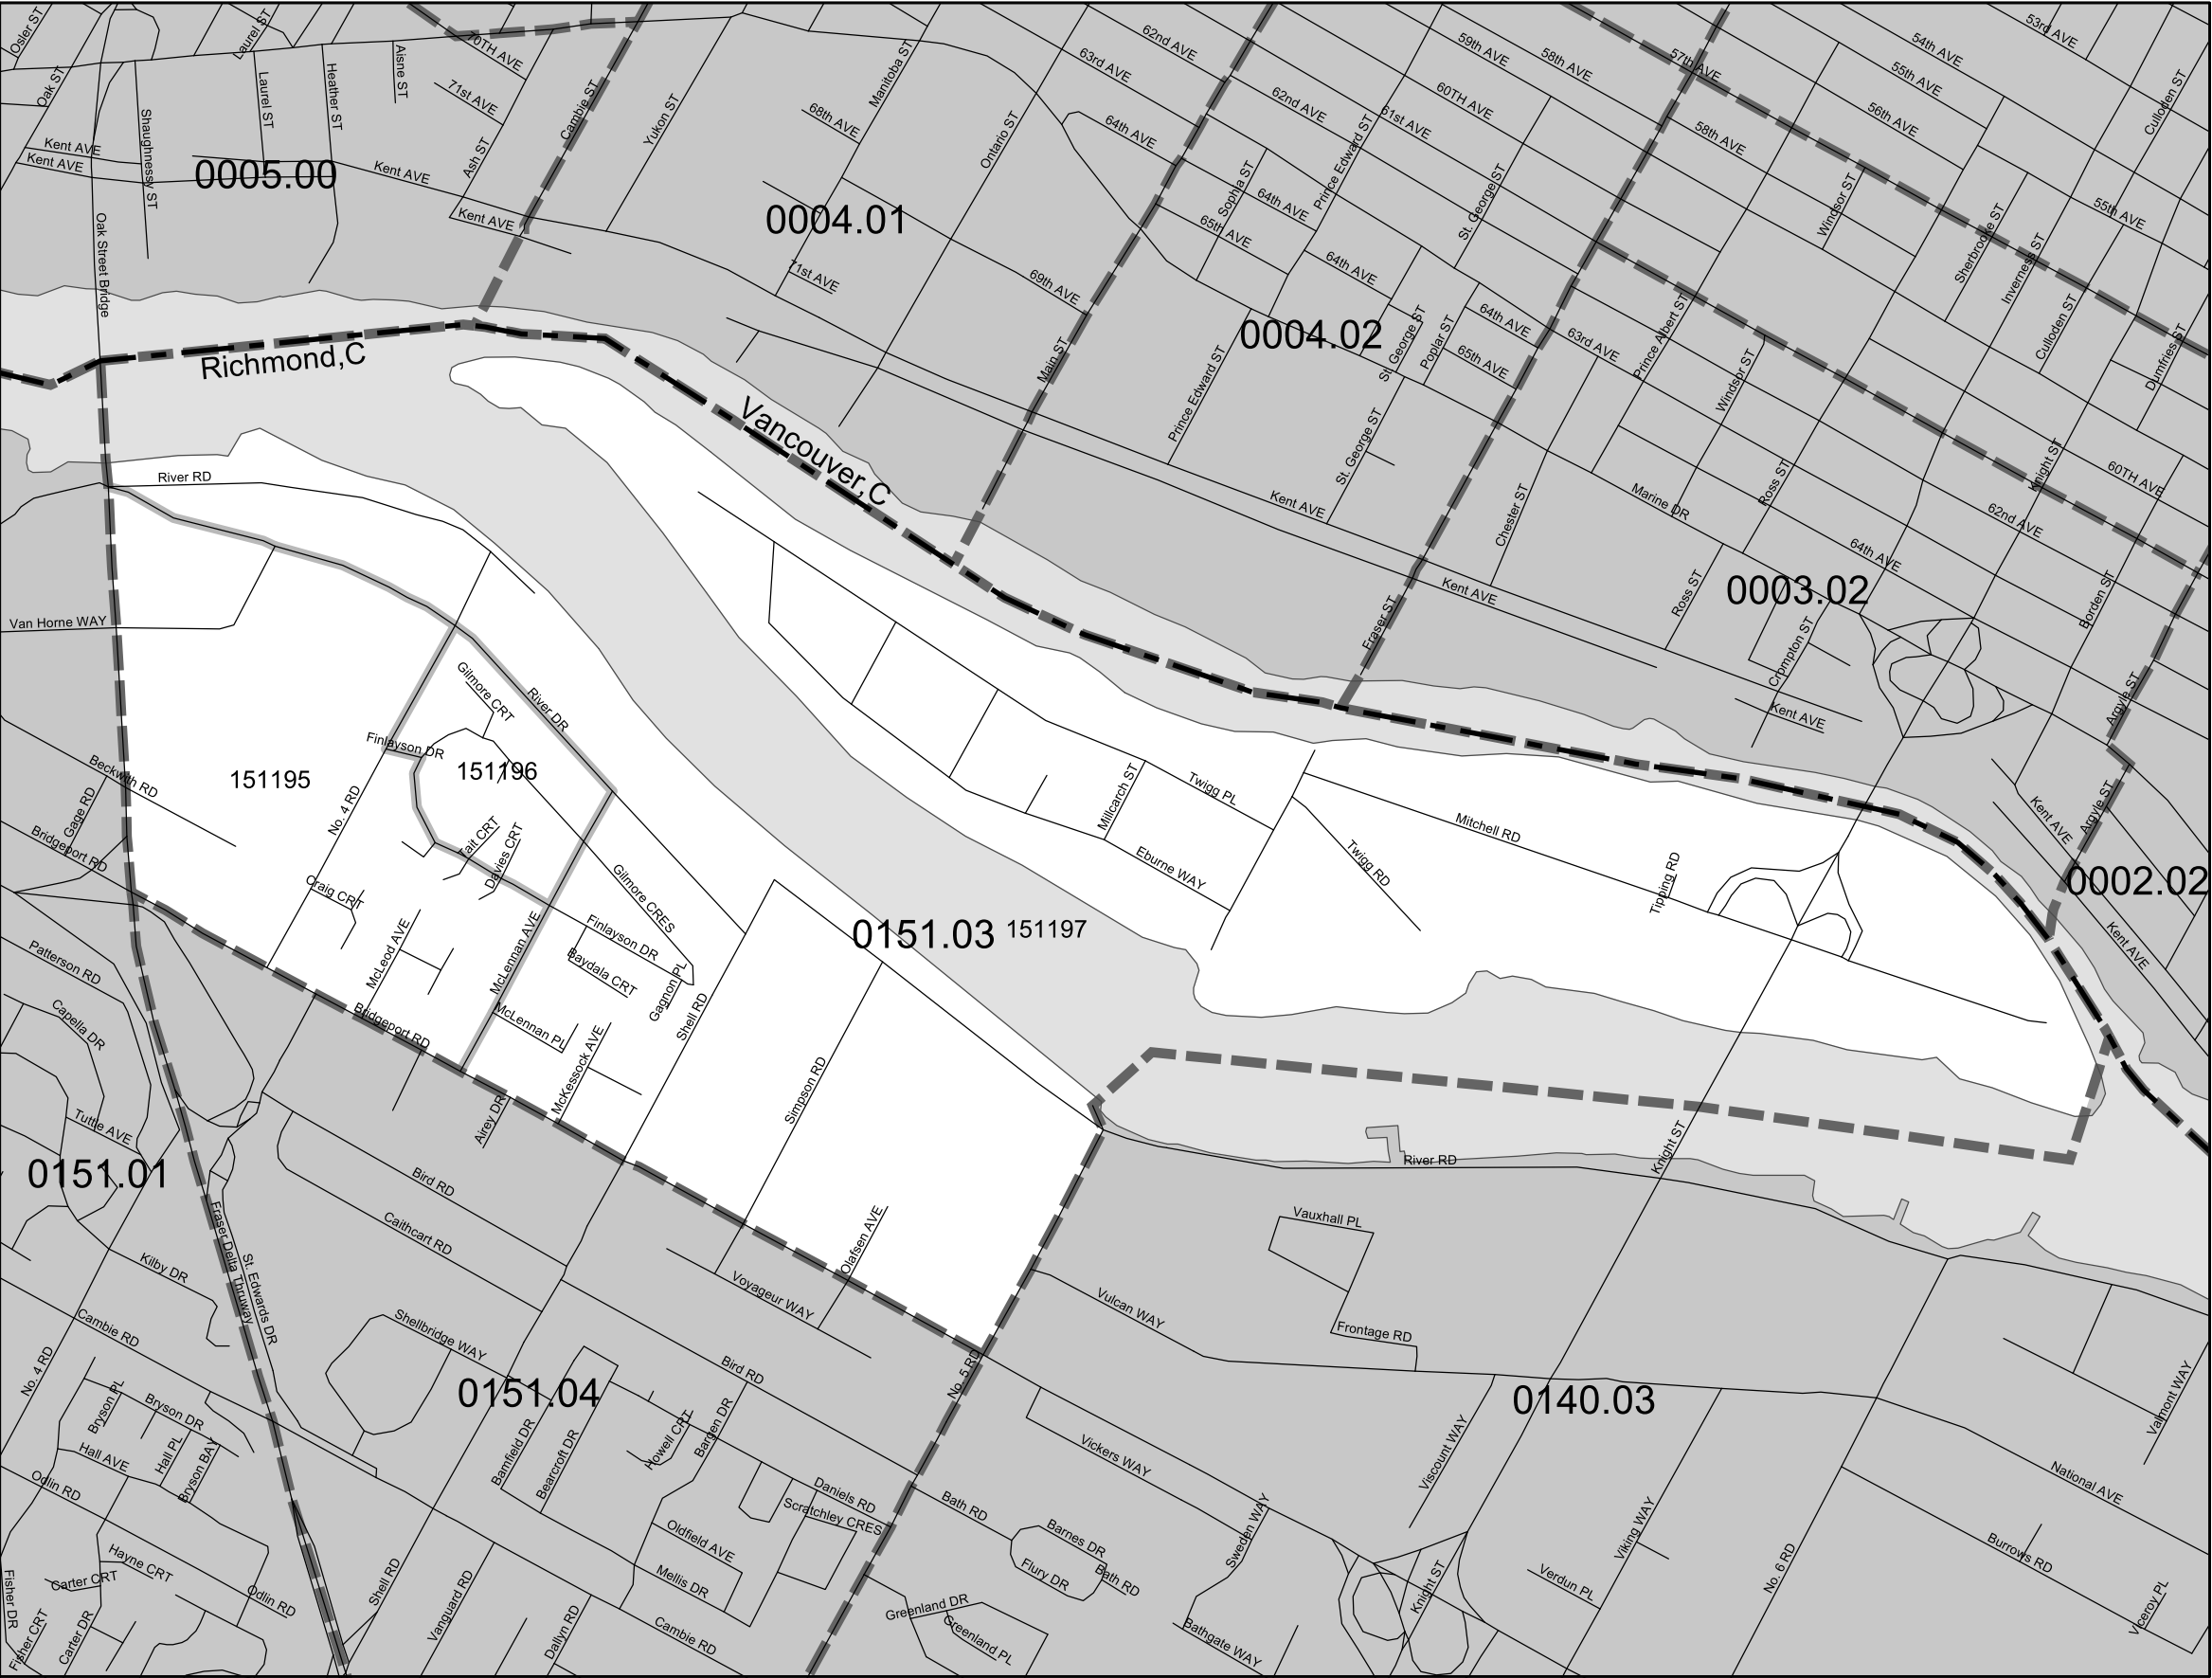 Osler ST
Laurel ST
70TH AVE
Aisne ST
Oak ST
Laurel ST
Heather ST
71st AVE
Cambie ST
Manitoba ST
Yukon ST
68th AVE
Ontario ST
62nd AVE
63rd AVE
59th AVE
58th AVE
57th AVE
54th AVE
53rd AVE
55th AVE
Culloden ST
62nd AVE
60TH AVE
61st AVE
56th AVE
58th AVE
64th AVE
Prince Edward ST
Shaughnessy ST
Kent AVE
Kent AVE
0005.00
Kent AVE
Ash ST
Kent AVE
0004.01
Sophia ST
64th AVE
65th AVE
St. George ST
Windsor ST
55th AVE
Sherbrooke ST
Inverness ST
Oak Street Bridge
71st AVE
69th AVE
64th AVE
Richmond,C
0004.02
Main ST
St. George ST
Poplar ST
64th AVE
65th AVE
63rd AVE
Prince Albert ST
Windsor ST
Culloden ST
Dumfries ST
Prince Edward ST
Vancouver,C
St. George ST
River RD
Kent AVE
Chester ST
Marine DR
Ross ST
Knight ST
60TH AVE
62nd AVE
64th AVE
Kent AVE
Ross ST
0003.02
Borden ST
Fraser ST
Crompton ST
Kent AVE
Argyle ST
Van Horne WAY
Gilmore CRT
River DR
Finlayson DR
151195
151196
Beckwith RD
Gage RD
No. 4 RD
Bridgeport RD
Tait CRT
Davies CRT
Millcarch ST
Twigg PL
Eburne WAY
Mitchell RD
Twigg RD
Tipping RD
Kent AVE
Argyle ST
0002.02
Kent AVE
Craig CRT
McLeod AVE
McLennan AVE
Gilmore CRES
Finlayson DR
Baydala CRT
Gagnon PL
0151.03
151197
Patterson RD
Capella DR
Bridgeport RD
McLennan PL
Shell RD
McKessock AVE
Simpson RD
Airey DR
Tuttle AVE
0151.01
Bird RD
Caithcart RD
Knight ST
River RD
Fraser Delta Thruway
St. Edwards DR
Kilby DR
Olafsen AVE
Voyageur WAY
Vauxhall PL
Vulcan WAY
Frontage RD
Cambie RD
No. 4 RD
Shellbridge WAY
0151.04
Bird RD
No. 5 RD
0140.03
Valmont WAY
Bryson PL
Bryson DR
Hall PL
Hall AVE
Bryson BAY
Odlin RD
Bamfield DR
Bearcroft DR
Howell CRT
Bargen DR
Vickers WAY
Viscount WAY
Daniels RD
Scratchley CRES
Bath RD
National AVE
Oldfield AVE
Mellis DR
Barnes DR
Flury DR
Bath RD
Sweden WAY
Viking WAY
Burrows RD
Hayne CRT
Carter CRT
Fisher DR
Fisher CRT
Carter DR
Odlin RD
Shell RD
Vanguard RD
Dallyn RD
Cambie RD
Greenland DR
Greenland PL
Bathgate WAY
Knight ST
Verdun PL
No. 6 RD
Viceroy PL